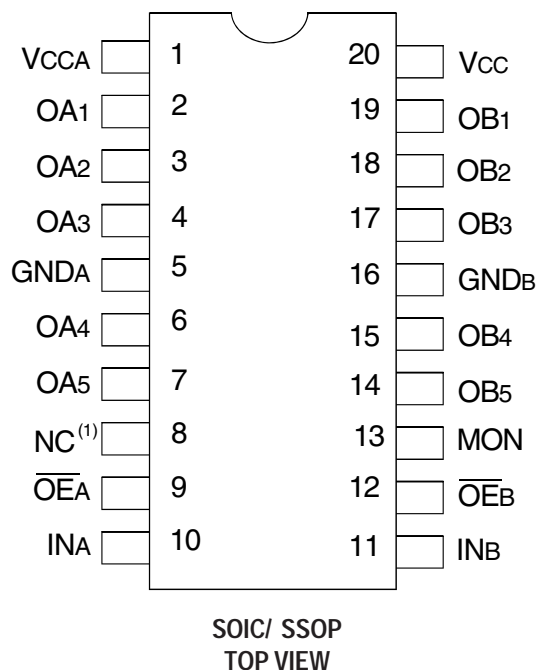 VCCA 1 20 VCC
OA1 2 19 OB1
OA2 3 18 OB2
OA3 4 17 OB3
GNDA 5 16 GNDB
OA4 6 15 OB4
OA5 7 14 OB5
NC(1) 8 13 MON
OEA 9 12 OEB
INA 10 11 INB
SOIC/ SSOP
TOP VIEW